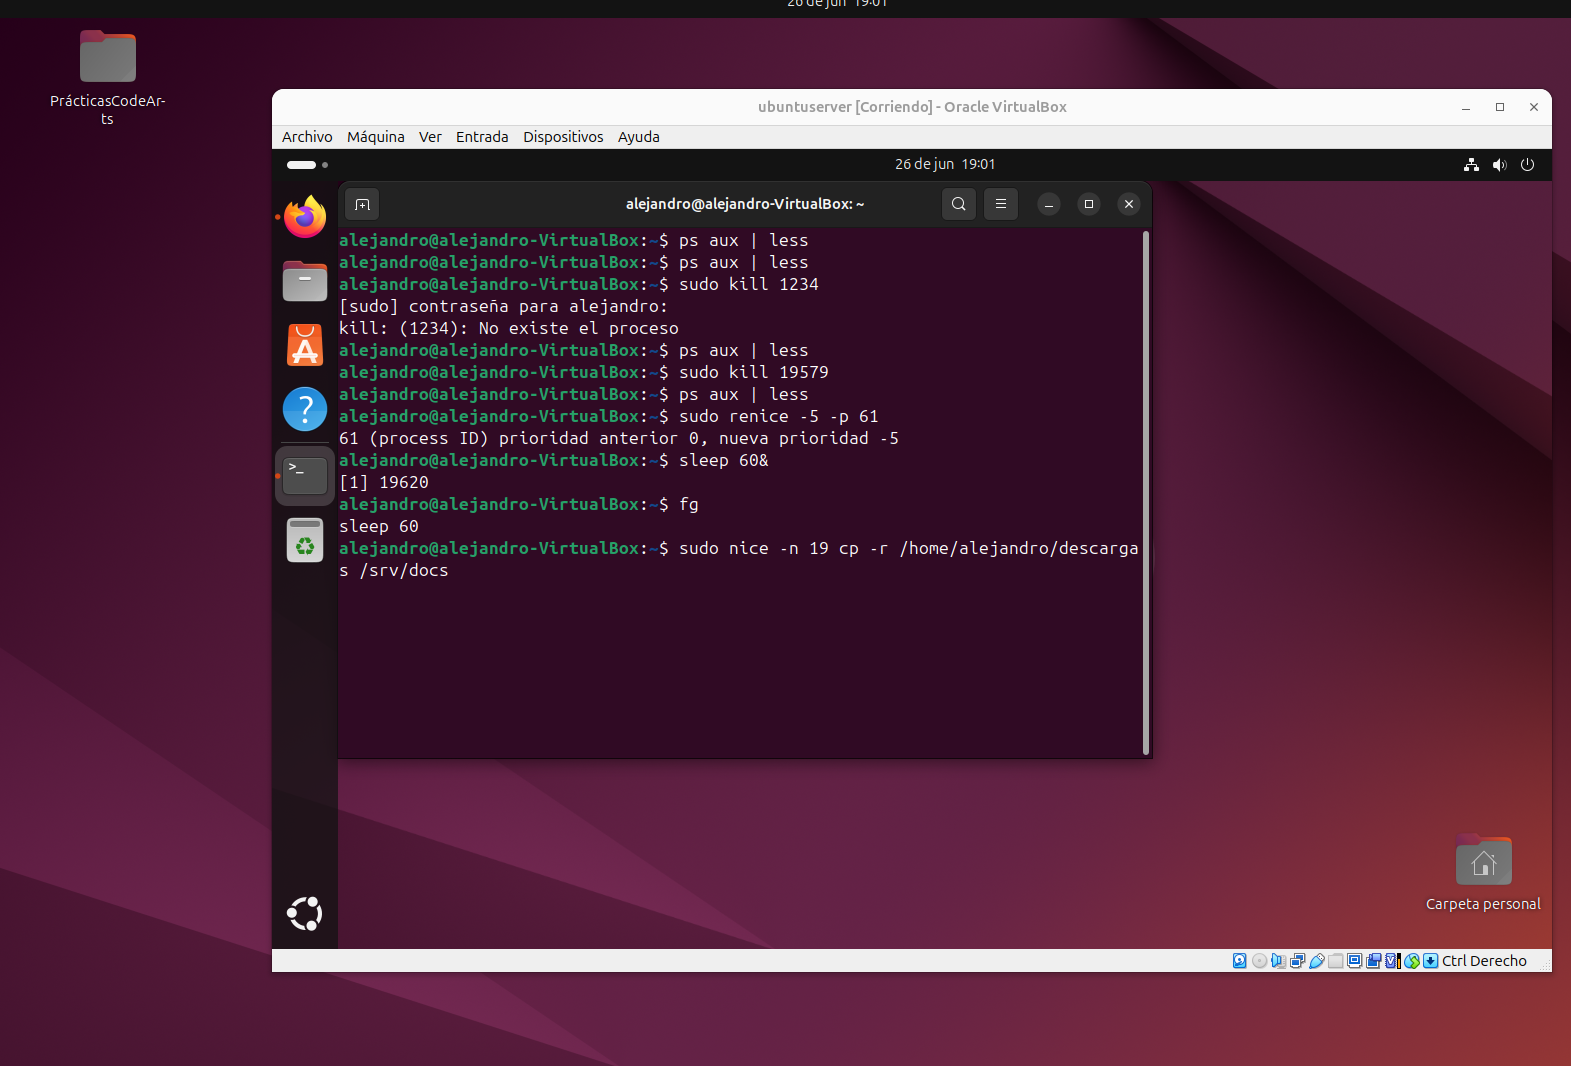 26 de jun 19:01
PrácticasCodeAr-
ts
ubuntuserver [Corriendo] - Oracle VirtualBox
Archivo Máquina Ver Entrada Dispositivos Ayuda
26 de jun 19:01
alejandro@alejandro-VirtualBox: ~
alejandro@alejandro-VirtualBox:~$ ps aux | less
alejandro@alejandro-VirtualBox:~$ ps aux | less
alejandro@alejandro-VirtualBox:~$ sudo kill 1234
[sudo] contraseña para alejandro:
kill: (1234): No existe el proceso
alejandro@alejandro-VirtualBox:~$ ps aux | less
alejandro@alejandro-VirtualBox:~$ sudo kill 19579
alejandro@alejandro-VirtualBox:~$ ps aux | less
alejandro@alejandro-VirtualBox:~$ sudo renice -5 -p 61
61 (process ID) prioridad anterior 0, nueva prioridad -5
alejandro@alejandro-VirtualBox:~$ sleep 60&
[1] 19620
alejandro@alejandro-VirtualBox:~$ fg
sleep 60
alejandro@alejandro-VirtualBox:~$ sudo nice -n 19 cp -r /home/alejandro/descarga
s /srv/docs
Carpeta personal
Ctrl Derecho